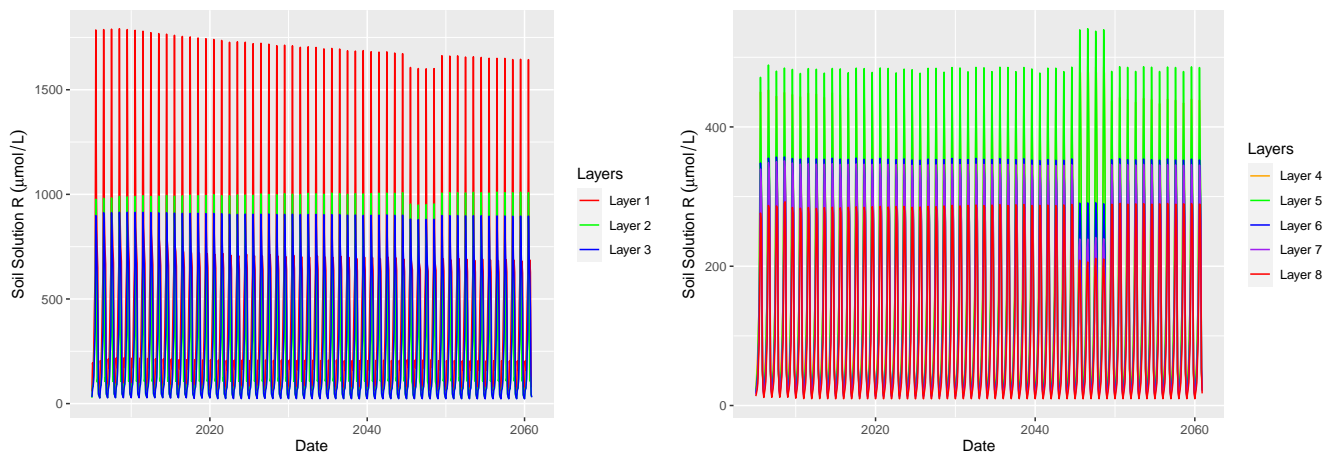 Soil Solution R (μmol/L)
1500
1000
500
0
2020
2040
2060
Date
Layers
Layer 1
Layer 2
Layer 3
Soil Solution R (μmol/L)
400
200
0
2020
2040
2060
Date
Layers
Layer 4
Layer 5
Layer 6
Layer 7
Layer 8